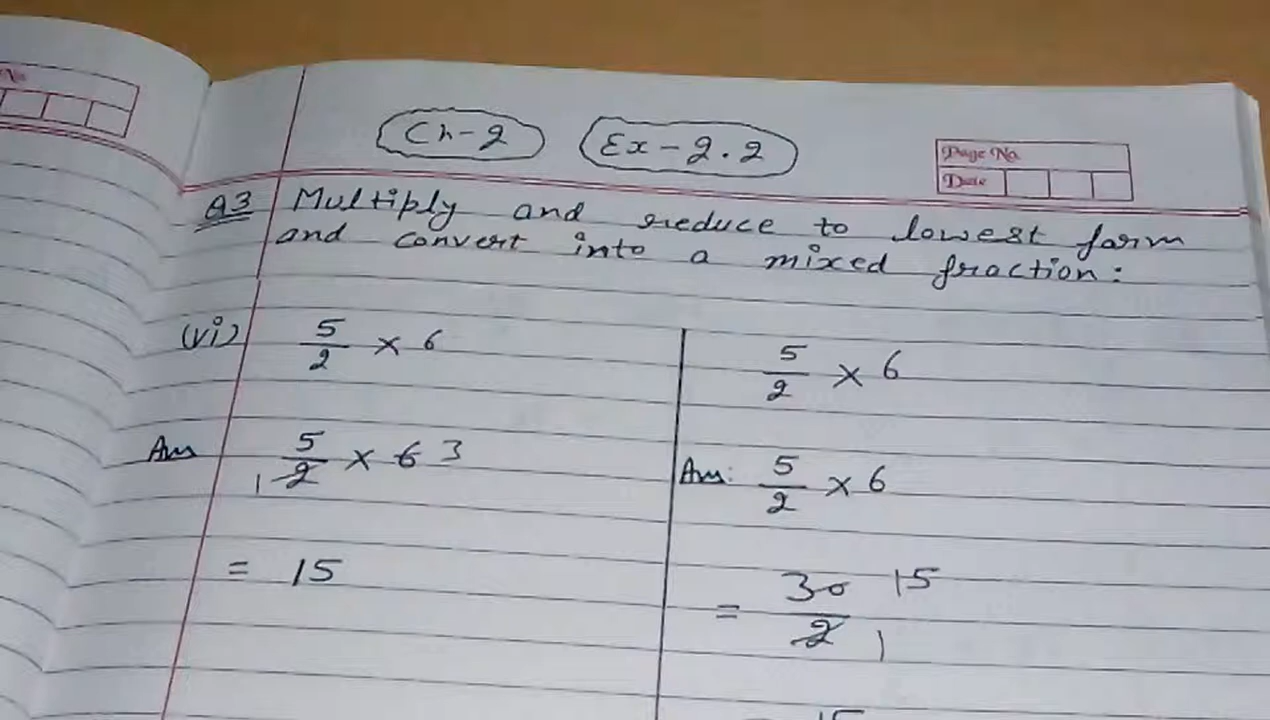 No
Ch-2 Ex-2.2
Page No.
Date
Q3 Multiply and reduce to lowest form
and convert into a mixed fraction:
(vi) 5/2 × 6
Ans 5/2 × 6 3
1
= 15
5/2 × 6
Ans: 5/2 × 6
= 30/2 15
1
15